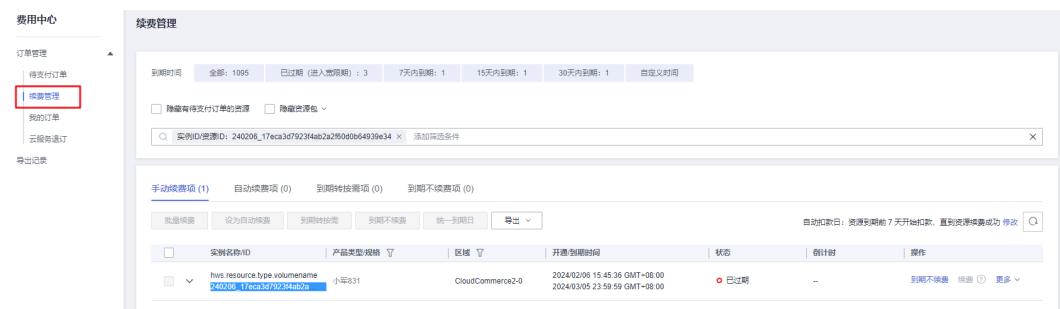 费用中心
续费管理
订单管理
待支付订单
续费管理
我的订单
云服务退订
导出记录
到期时间 全部：1095 已过期（进入宽限期）：3 7天内到期：1 15天内到期：1 30天内到期：1 自定义时间
隐藏有待支付订单的资源 隐藏资源包
实例ID/资源ID：240206_17eca3d7923f4ab2a2f60d0b64939e34 × 添加筛选条件
手动续费项 (1) 自动续费项 (0) 到期转按需项 (0) 到期不续费项 (0)
批量续费 设为自动续费 到期转按需 到期不续费 统一到期日 导出
自动扣款日：资源到期前 7 天开始扣款，直到资源续费成功 修改
实例名称/ID 产品类型/规格 区域 开通/到期时间 状态 倒计时 操作
hws.resource.type.volumename
240206_17eca3d7923f4ab2a
小军831 CloudCommerce2-0
2024/02/06 15:45:36 GMT+08:00
2024/03/05 23:59:59 GMT+08:00
已过期 -- 到期不续费 续费 更多